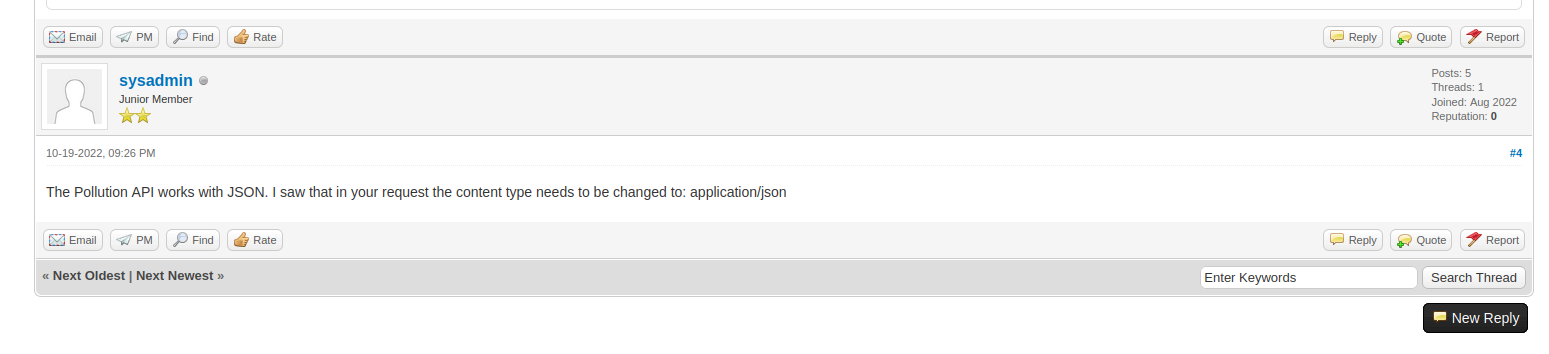 Email PM Find Rate Reply Quote Report
sysadmin
Junior Member
Posts: 5
Threads: 1
Joined: Aug 2022
Reputation: 0
10-19-2022, 09:26 PM #4
The Pollution API works with JSON. I saw that in your request the content type needs to be changed to: application/json
Email PM Find Rate Reply Quote Report
« Next Oldest | Next Newest » Enter Keywords Search Thread
New Reply